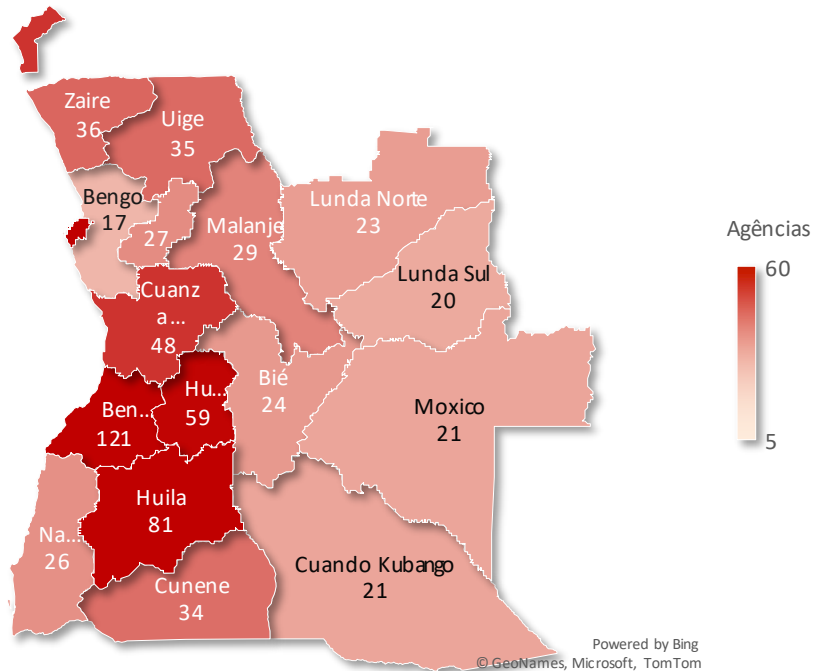 Zaire
36
Uige
35
Bengo
17
27
Malanje
29
Lunda Norte
23
Lunda Sul
20
Agências
60
5
Cuanz
a...
48
Hu...
59
Bié
24
Moxico
21
Ben...
121
Huila
81
Na...
26
Cuando Kubango
21
Cunene
34
Powered by Bing
© GeoNames, Microsoft, TomTom